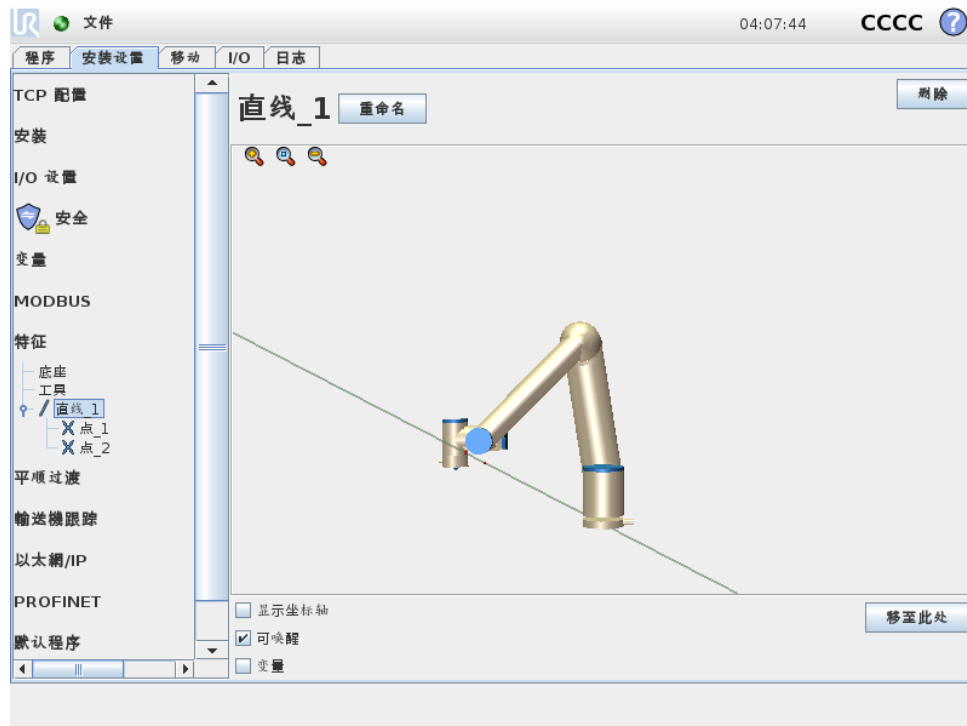 UR 文件 04:07:44 CCCC ?
程序 安装设置 移动 I/O 日志
TCP 配置
直线_1 重命名 删除
安装
I/O 设置
安全
变量
MODBUS
特征
底座
工具
直线_1
点_1
点_2
平顺过渡
輸送機跟踪
以太網/IP
PROFINET
默认程序
显示坐标轴
可唤醒
变量
移至此处